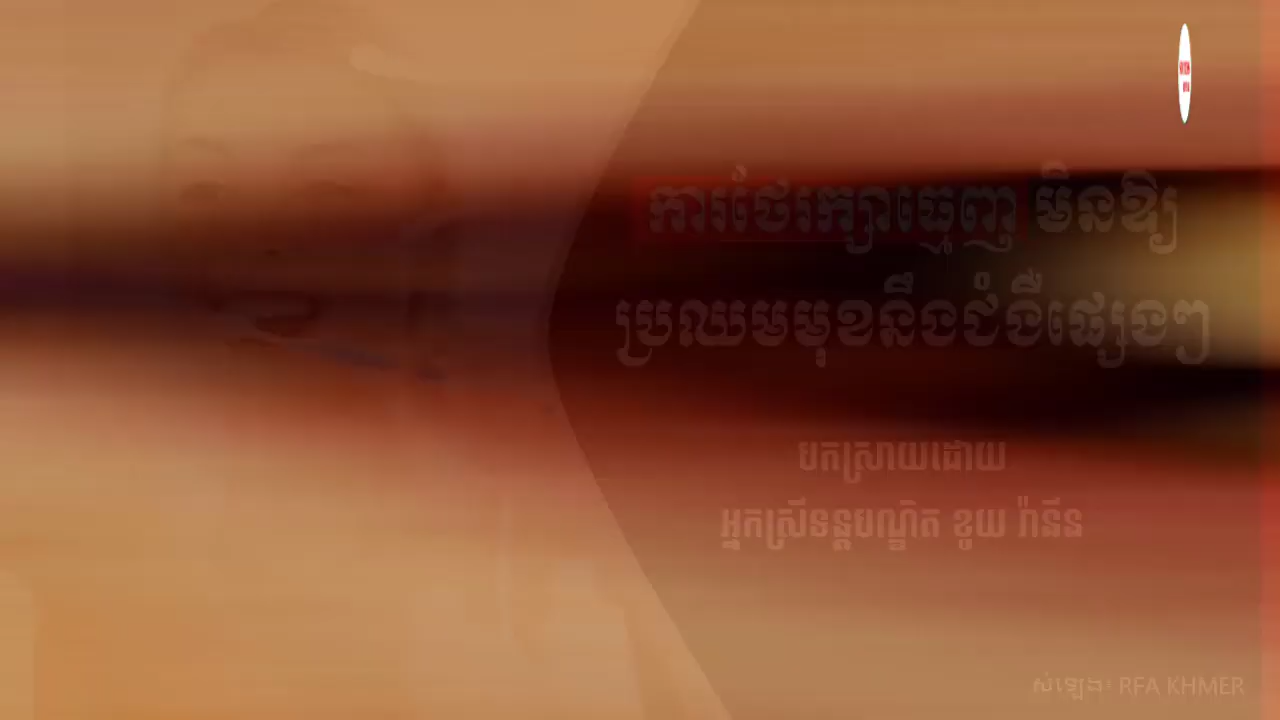 ការថែរក្សាធ្មេញ មិនឱ្យ
ប្រឈមមុខនឹងជំងឺផ្សេងៗ
បកស្រាយដោយ
អ្នកស្រីទន្តបណ្ឌិត ខូយ វ៉ានីន
សំឡេង៖ RFA KHMER